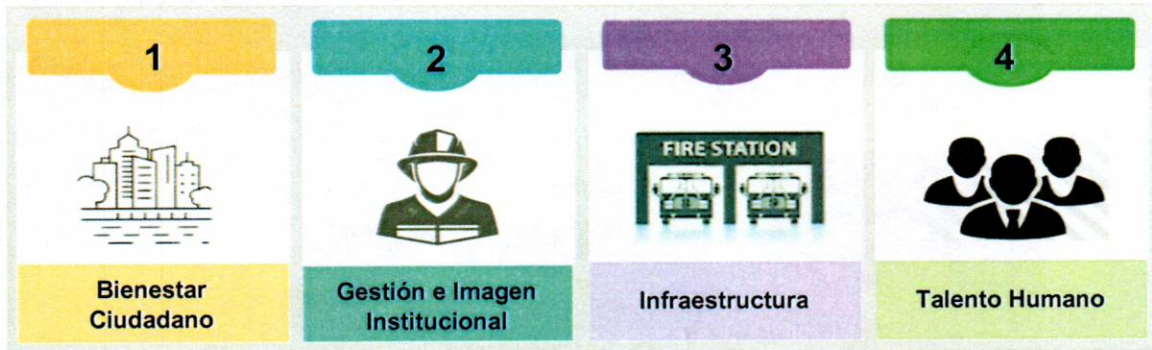 1
2
3
4
FIRE STATION
Bienestar
Ciudadano
Gestión e Imagen
Institucional
Infraestructura
Talento Humano